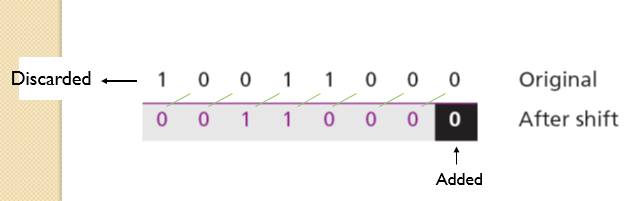 Discarded 1 0 0 1 1 0 0 0 Original
0 0 1 1 0 0 0 0 After shift
Added